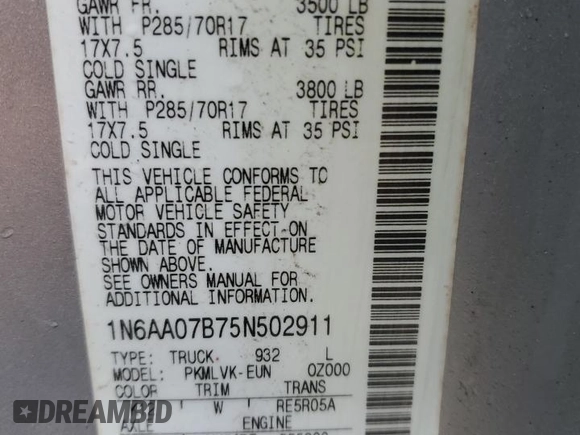 GAWR FR. 3500 LB
WITH P285/70R17 TIRES
17X7.5 RIMS AT 35 PSI
COLD SINGLE
GAWR RR. 3800 LB
WITH P285/70R17 TIRES
17X7.5 RIMS AT 35 PSI
COLD SINGLE
THIS VEHICLE CONFORMS TO
ALL APPLICABLE FEDERAL
MOTOR VEHICLE SAFETY
STANDARDS IN EFFECT ON
THE DATE OF MANUFACTURE
SHOWN ABOVE.
SEE OWNERS MANUAL FOR
ADDITIONAL INFORMATION
1N6AA07B75N502911
TYPE: TRUCK 932 L
MODEL: PKMLVK-EUN OZ000
COLOR TRIM TRANS
W RE5R05A
AXLE ENGINE
DREAMBID
.COM